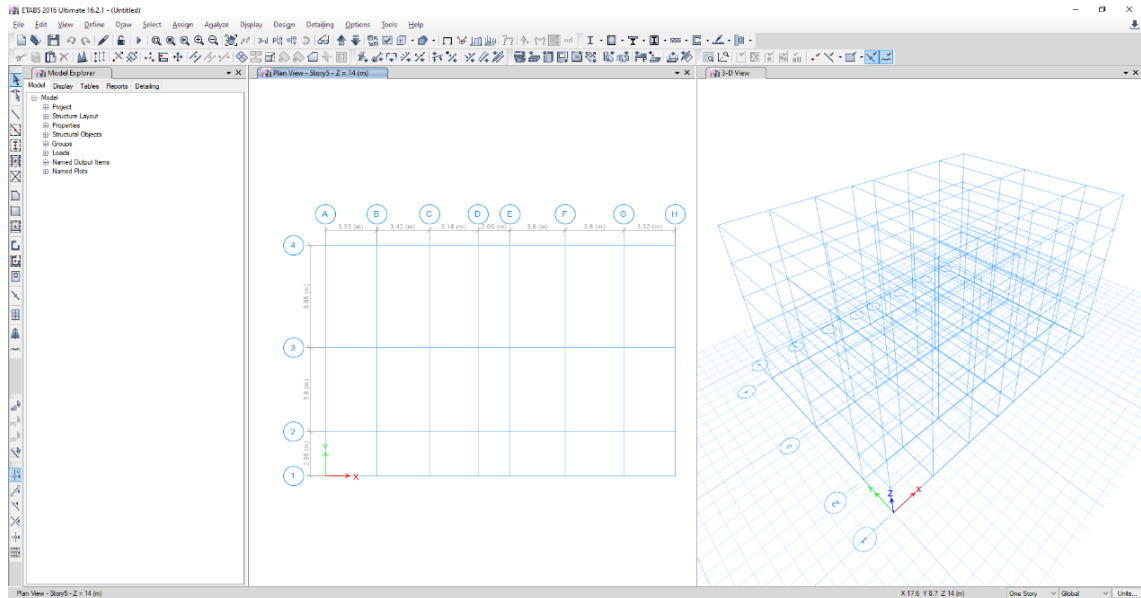 ETABS 2016 Ultimate 16.2.1 - (Untitled)
File Edit View Define Draw Select Assign Analyze Display Design Detailing Options Tools Help
Model Explorer
Plan View - Story5 - Z = 14 (m)
3-D View
Model Display Tables Reports Detailing
Model
Project
Structure Layout
Properties
Structural Objects
Groups
Loads
Named Output Items
Named Plots
A B C D E F G H
3.33 (m) 3.42 (m) 3.18 (m) 2.05 (m) 3.6 (m) 3.8 (m) 3.32 (m)
4
3
5.8 (m)
2
2.95 (m)
Y
1
X
Y Z X
Plan View - Story5 - Z = 14 (m)
X 17.6 Y 8.7 Z 14 (m)
One Story
Global
Units...